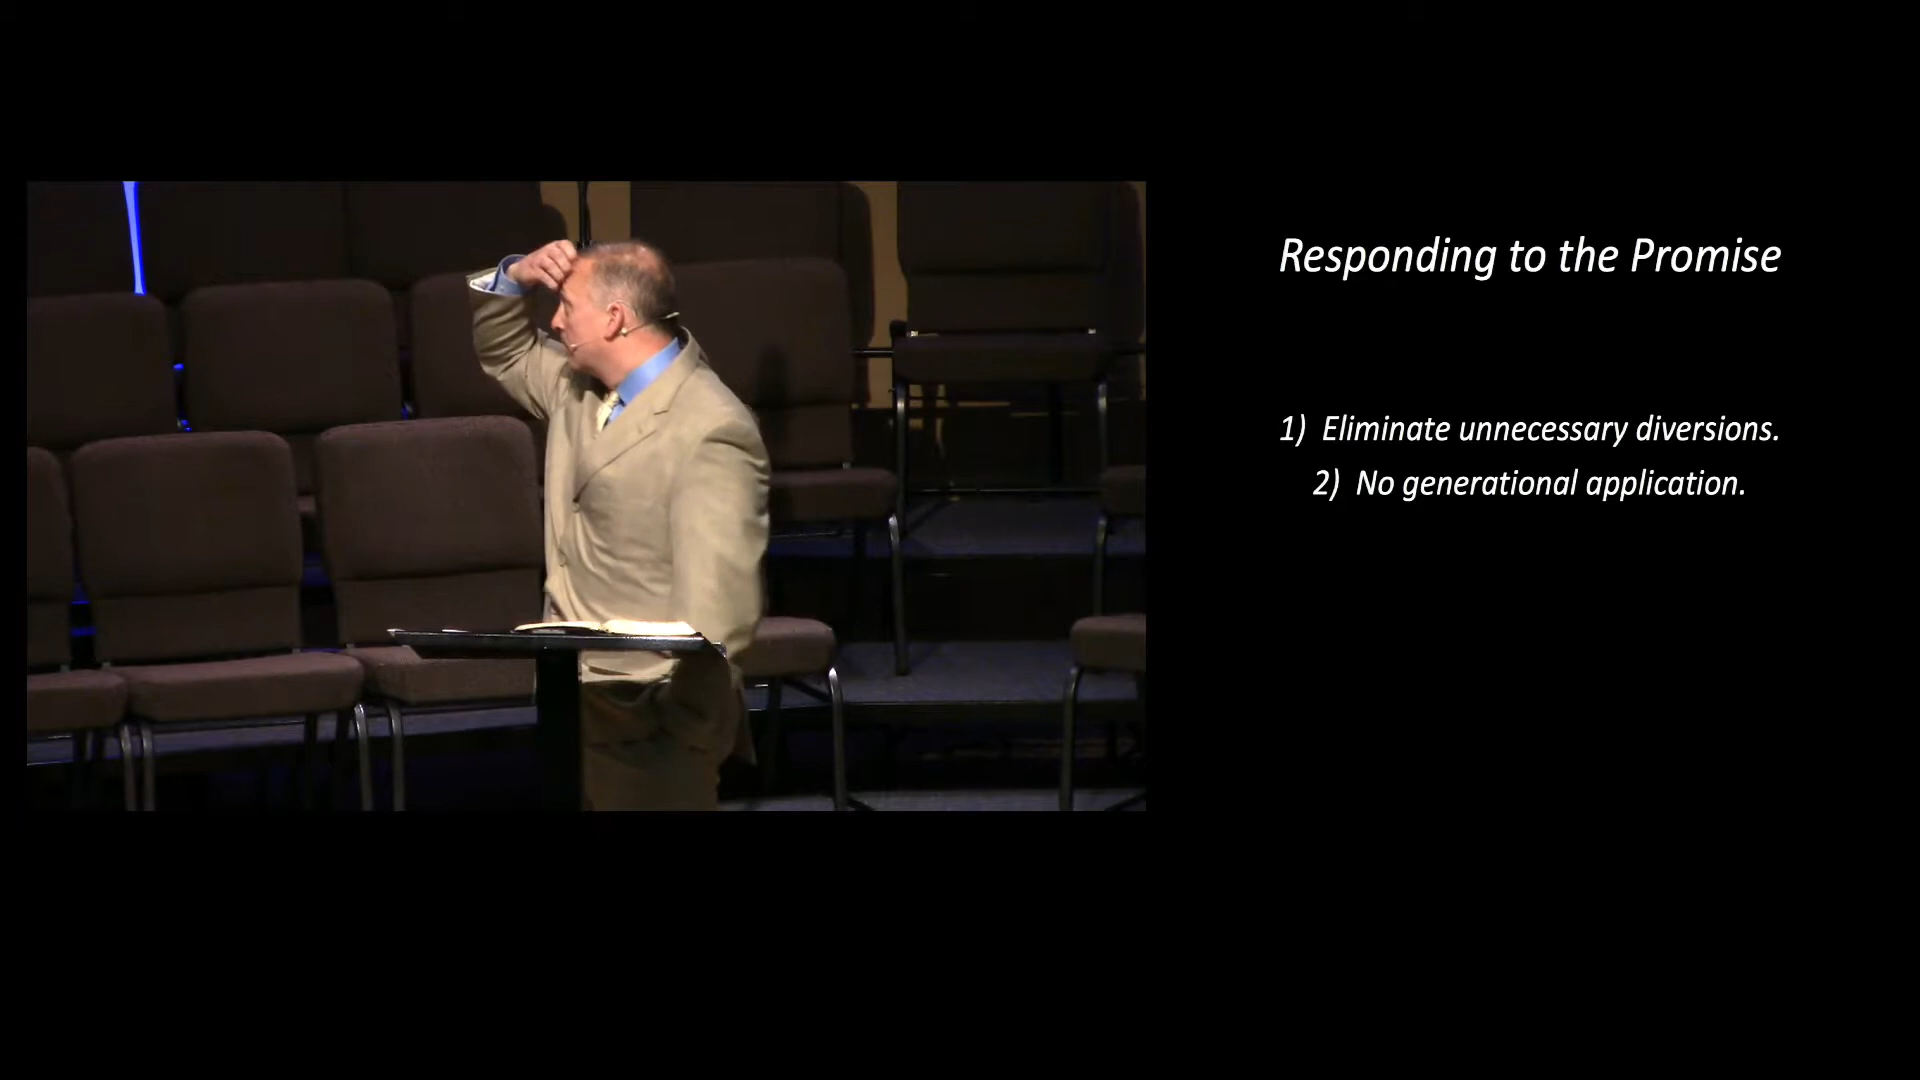 Responding to the Promise
1) Eliminate unnecessary diversions.
2) No generational application.